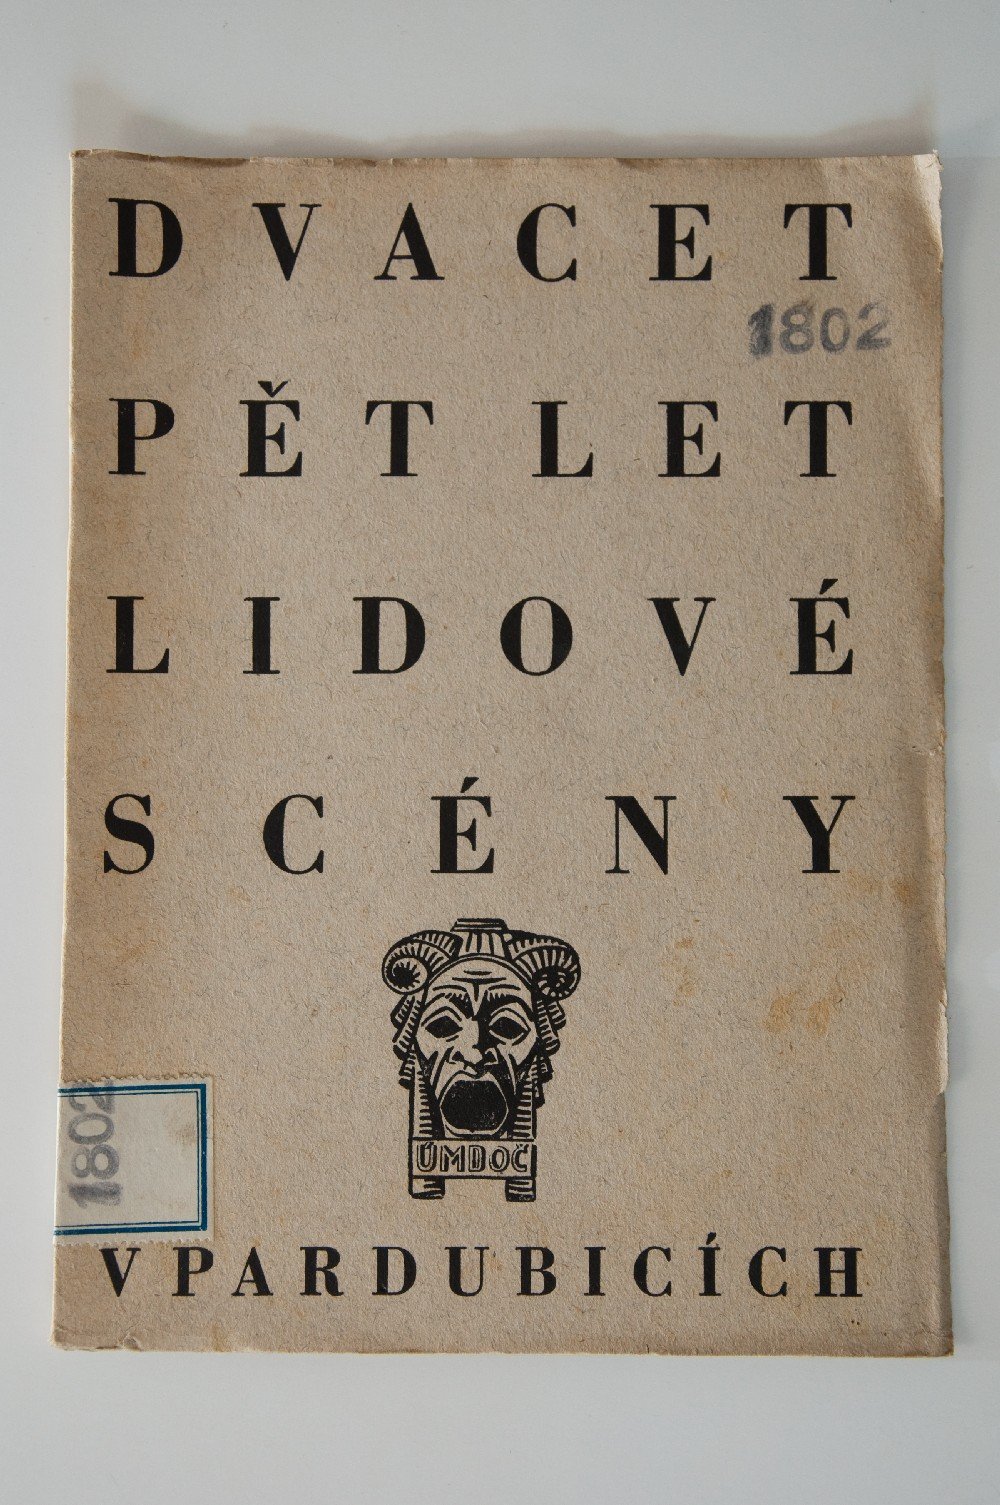 DVACET
1802
PĚT LET
LIDOVÉ
SCÉNY
ÚMDOČ
1802
V PARDUBICÍCH